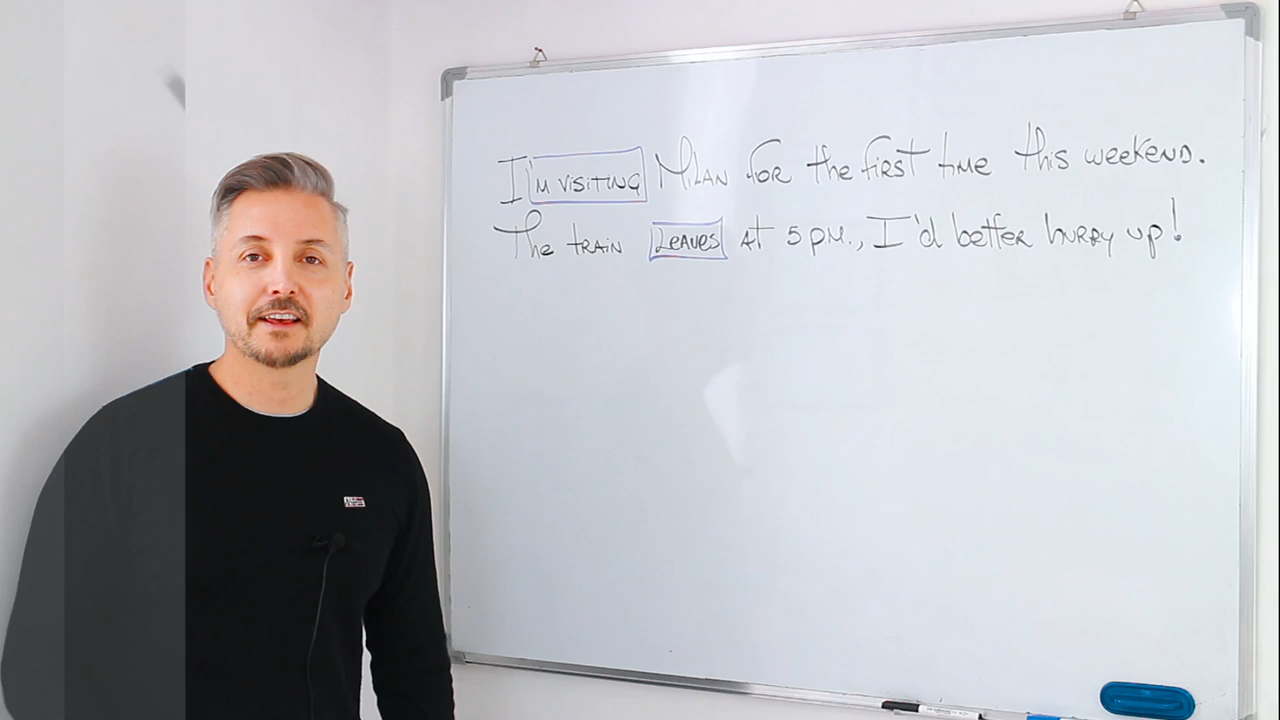 I'm visiting Milan for the first time this weekend.
The train leaves at 5 p.m., I'd better hurry up!